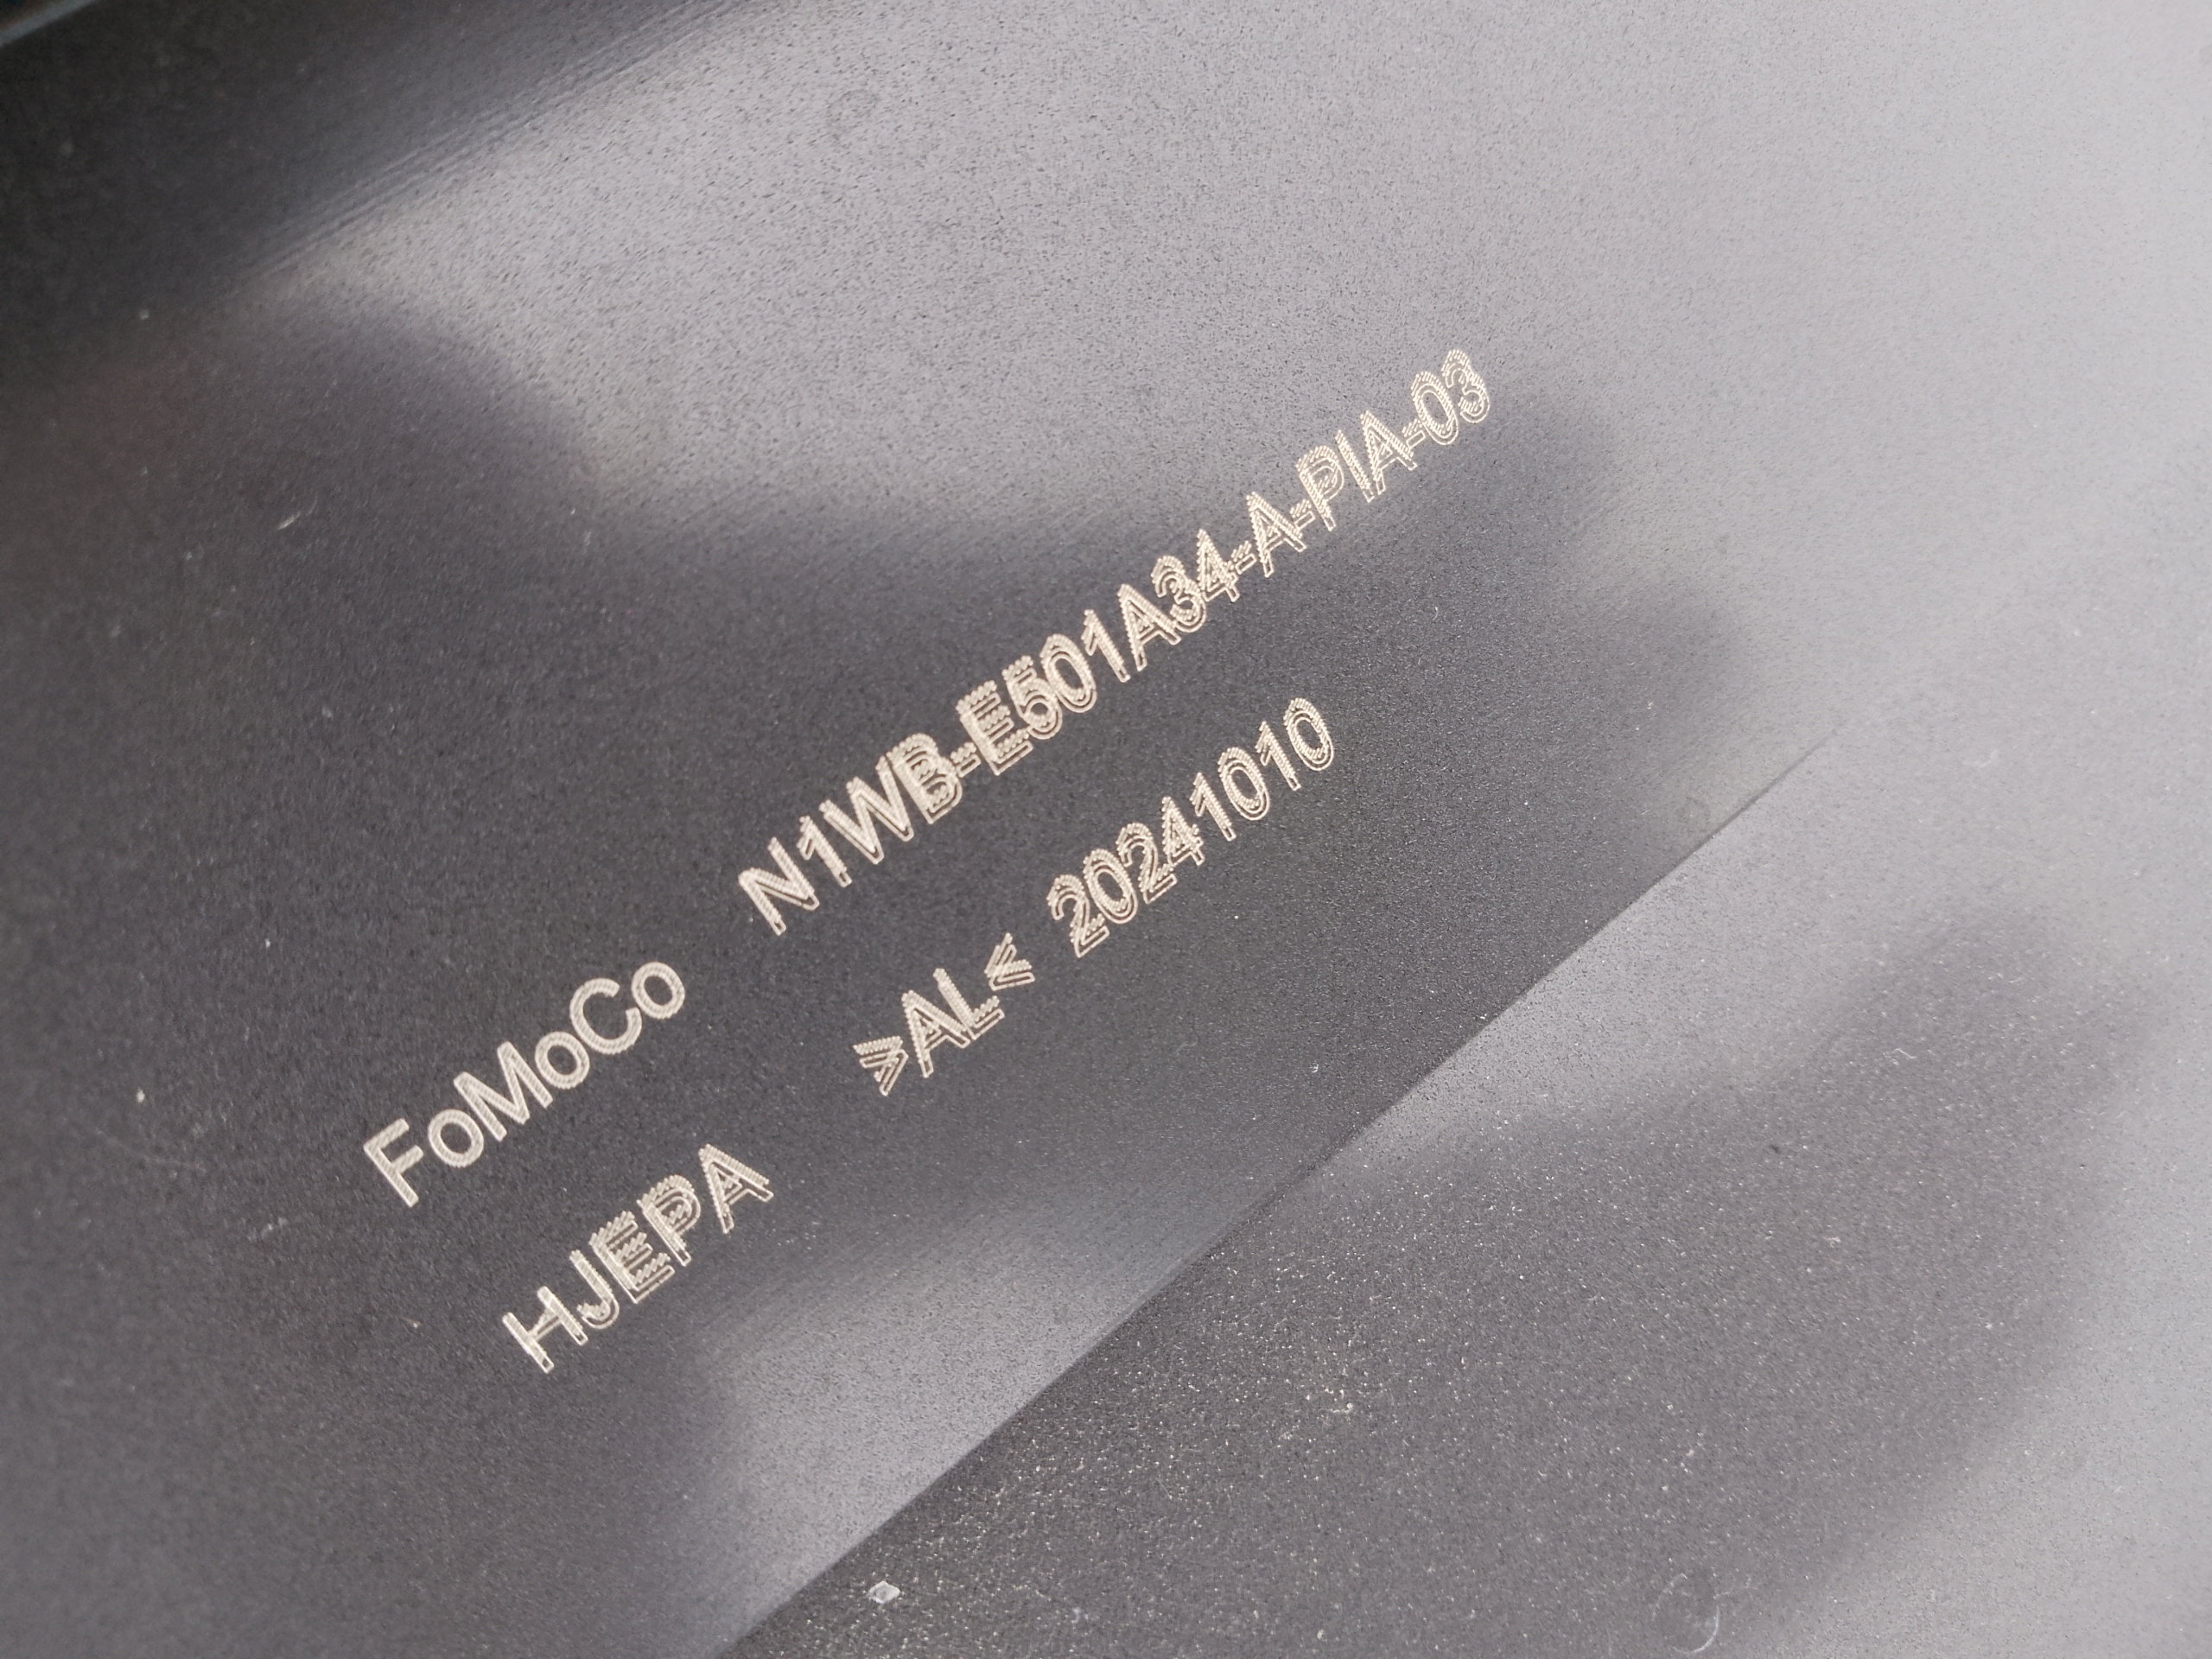 FoMoCo N1WB-E501A34-A-PIA-03
HJEPA >AL< 20241010